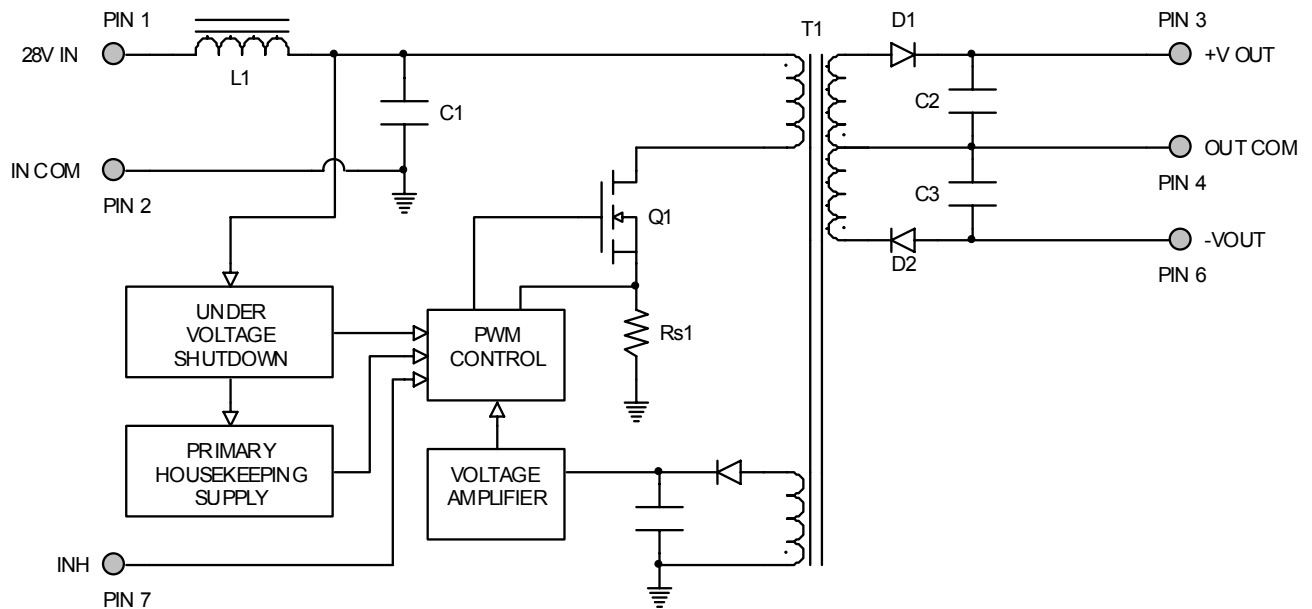 PIN 1
28V IN
L1
C1
IN COM
PIN 2
T1
D1
PIN 3
+V OUT
C2
OUT COM
PIN 4
C3
D2
-VOUT
PIN 6
Q1
Rs1
UNDER
VOLTAGE
SHUTDOWN
PWM
CONTROL
PRIMARY
HOUSEKEEPING
SUPPLY
VOLTAGE
AMPLIFIER
INH
PIN 7